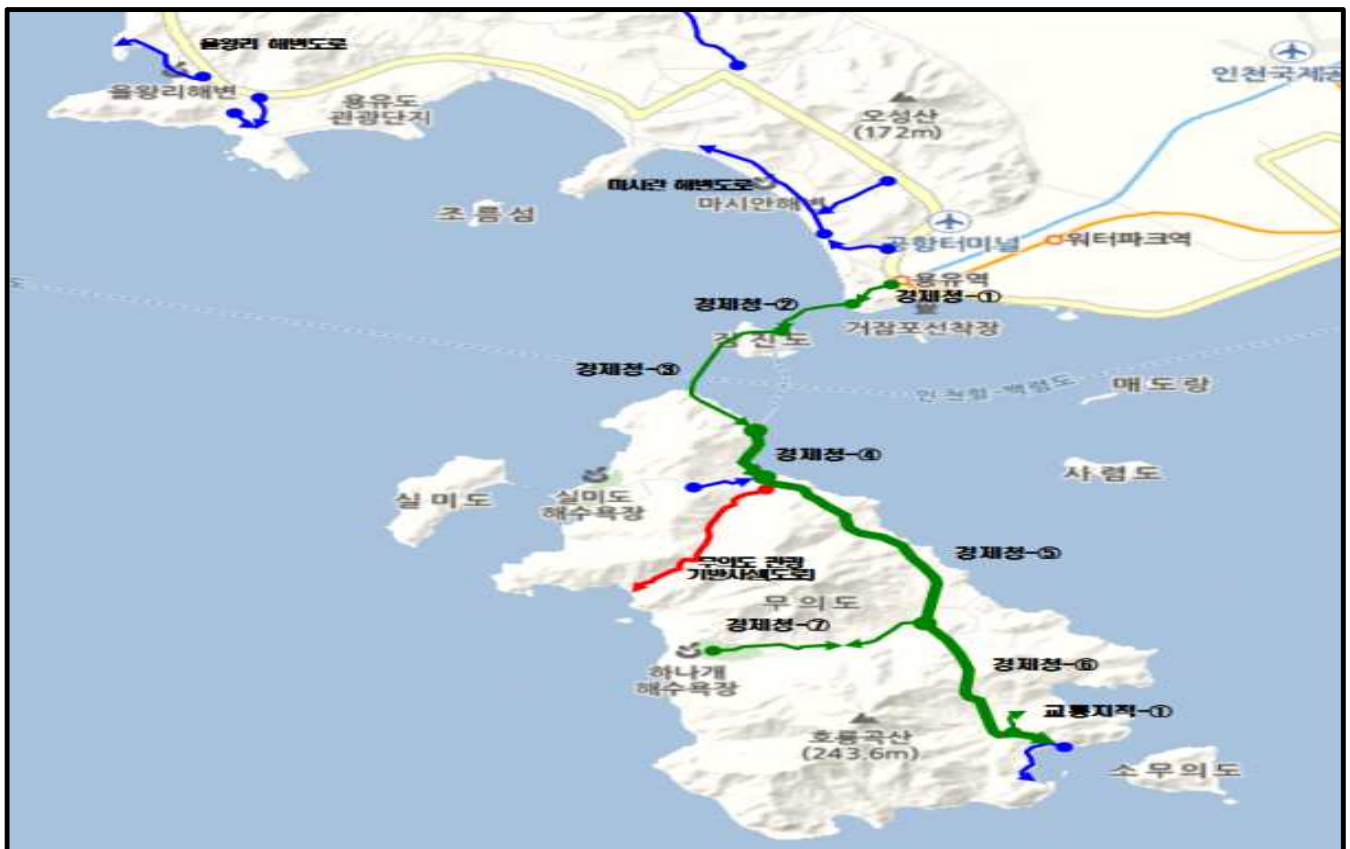 을왕리 해변도로
을왕리해변
용유도
관광단지
인천국제공
오성산
(172m)
마시란 해변도로
마시안해변
조름섬
공항터미널
워터파크역
용유역
경제청-①
경제청-②
거잠포선착장
잠진도
경제청-③
인천항-백령도
매도랑
경제청-④
사렴도
실미도
실미도
해수욕장
경제청-⑤
무의도 관광
기반시설(도로)
무의도
경제청-⑦
경제청-⑥
하나개
해수욕장
교통지적-①
호룡곡산
(243.6m)
소무의도